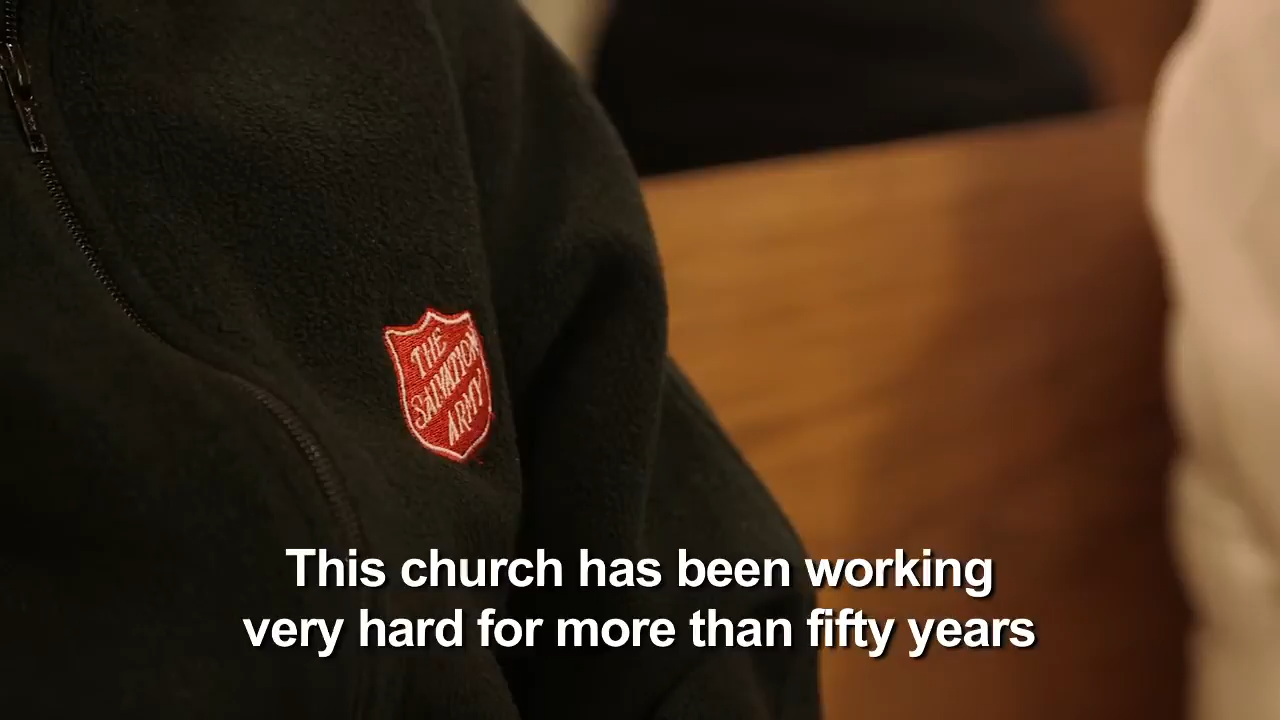 THE
SALVATION
ARMY
This church has been working
very hard for more than fifty years